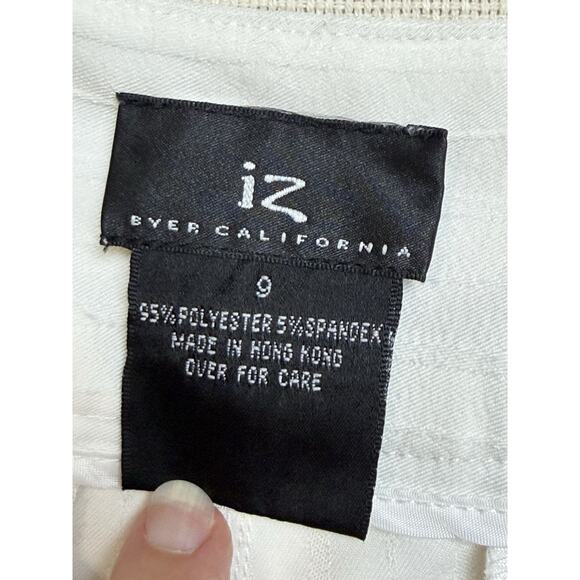 iz
BYER CALIFORNIA
9
95% POLYESTER 5% SPANDEX
MADE IN HONG KONG
OVER FOR CARE